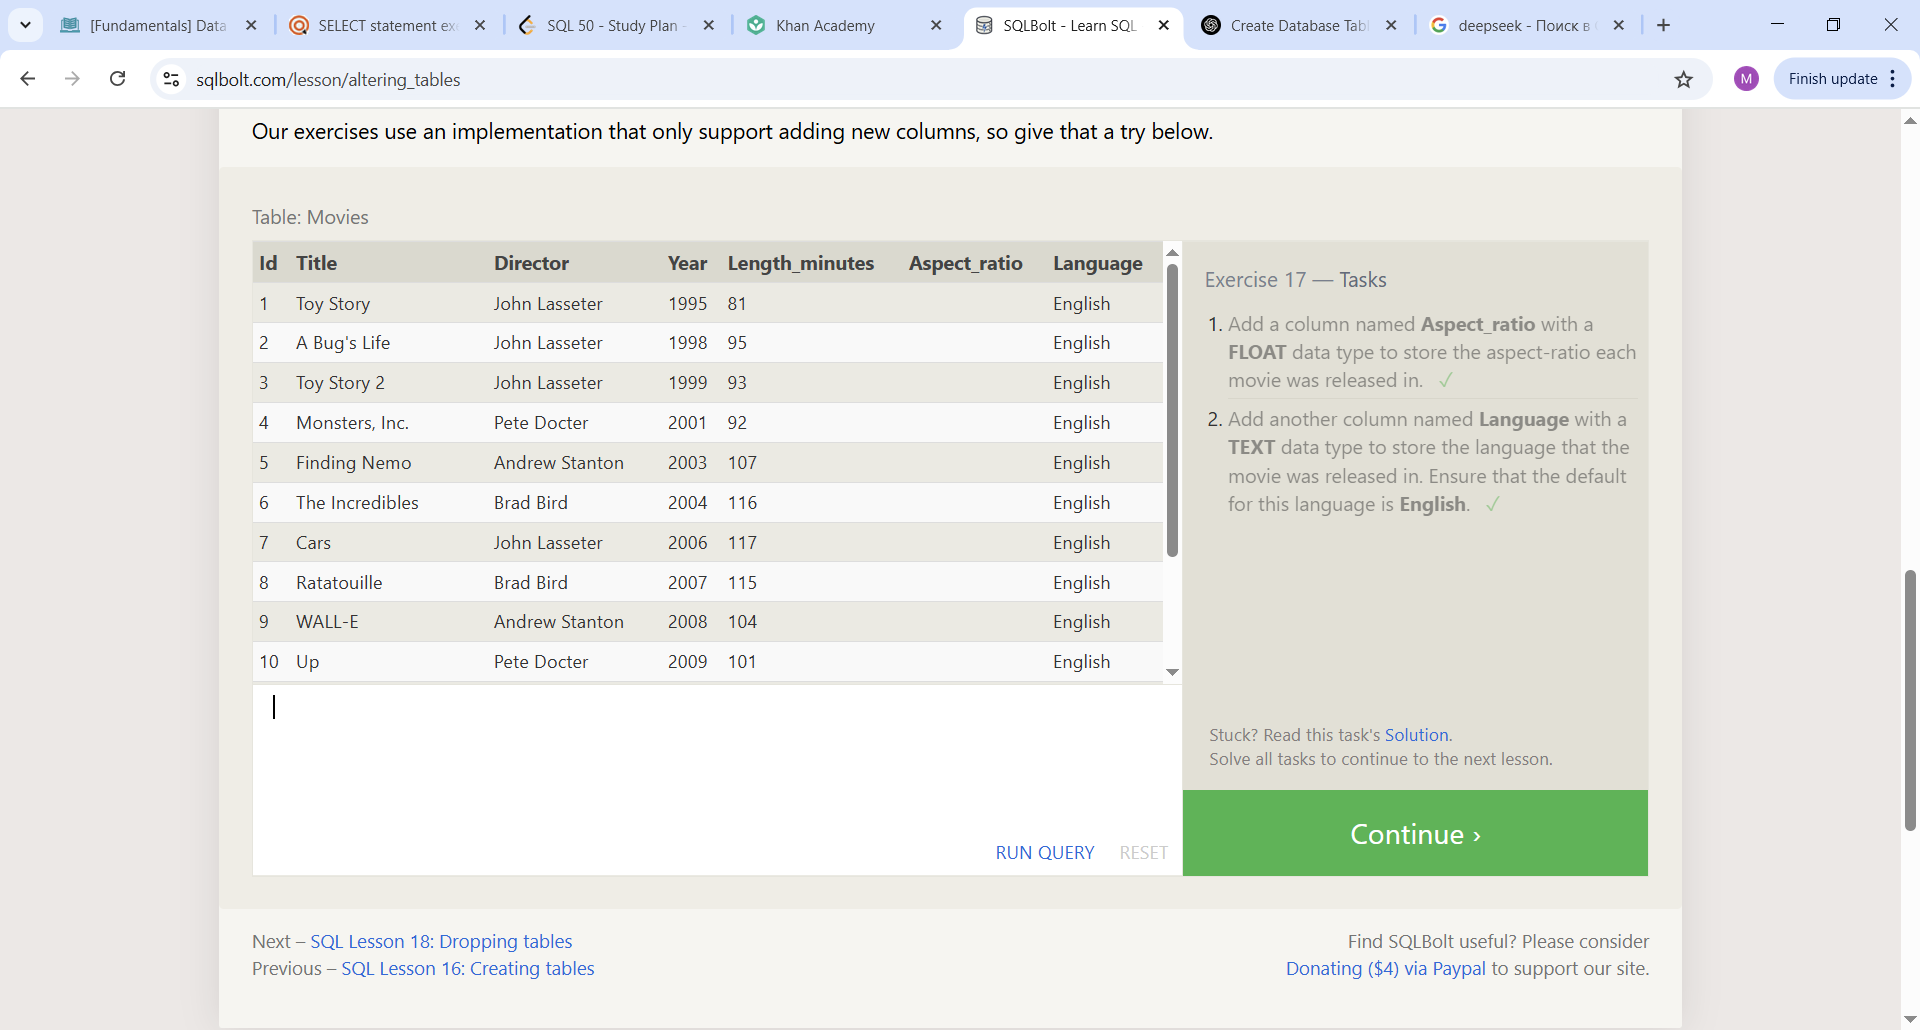 [Fundamentals] Data
SELECT statement exe
SQL 50 - Study Plan -
Khan Academy
SQLBolt - Learn SQL
Create Database Tabl
deepseek - Поиск в
sqlbolt.com/lesson/altering_tables
M
Finish update
Our exercises use an implementation that only support adding new columns, so give that a try below.
Table: Movies
Id Title Director Year Length_minutes Aspect_ratio Language
1 Toy Story John Lasseter 1995 81 English
2 A Bug's Life John Lasseter 1998 95 English
3 Toy Story 2 John Lasseter 1999 93 English
4 Monsters, Inc. Pete Docter 2001 92 English
5 Finding Nemo Andrew Stanton 2003 107 English
6 The Incredibles Brad Bird 2004 116 English
7 Cars John Lasseter 2006 117 English
8 Ratatouille Brad Bird 2007 115 English
9 WALL-E Andrew Stanton 2008 104 English
10 Up Pete Docter 2009 101 English
RUN QUERY RESET
Exercise 17 — Tasks
1. Add a column named Aspect_ratio with a
FLOAT data type to store the aspect-ratio each
movie was released in. ✓
2. Add another column named Language with a
TEXT data type to store the language that the
movie was released in. Ensure that the default
for this language is English. ✓
Stuck? Read this task's Solution.
Solve all tasks to continue to the next lesson.
Continue ›
Next – SQL Lesson 18: Dropping tables
Previous – SQL Lesson 16: Creating tables
Find SQLBolt useful? Please consider
Donating ($4) via Paypal to support our site.